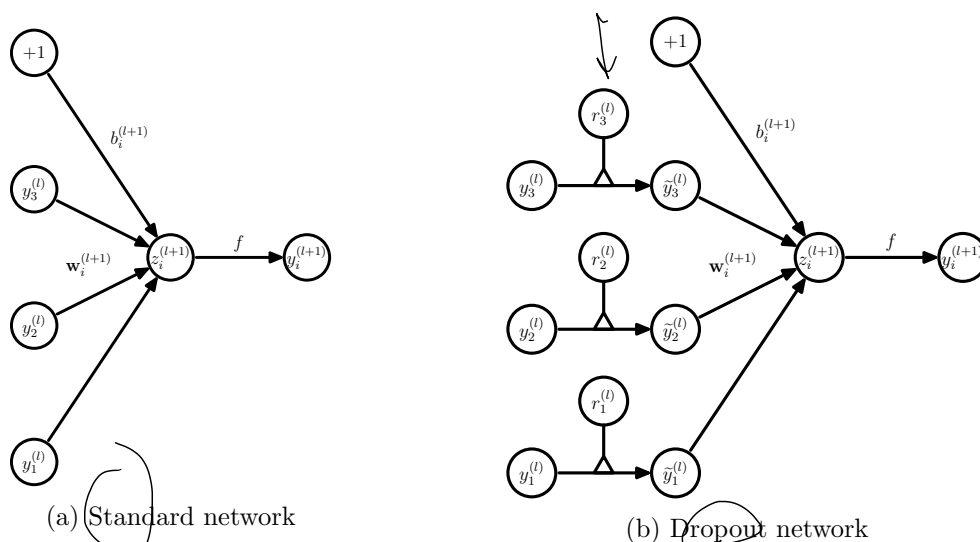 +1
b_i^{(l+1)}
y_3^{(l)}
w_i^{(l+1)}
z_i^{(l+1)}
f
y_i^{(l+1)}
y_2^{(l)}
y_1^{(l)}
(a) Standard network
+1
r_3^{(l)}
b_i^{(l+1)}
y_3^{(l)}
ỹ_3^{(l)}
r_2^{(l)}
w_i^{(l+1)}
z_i^{(l+1)}
f
y_i^{(l+1)}
y_2^{(l)}
ỹ_2^{(l)}
r_1^{(l)}
y_1^{(l)}
ỹ_1^{(l)}
(b) Dropout network